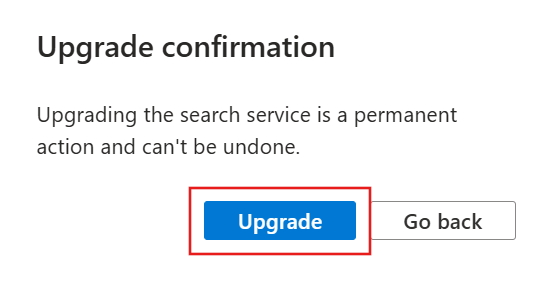 Upgrade confirmation
Upgrading the search service is a permanent
action and can't be undone.
Upgrade
Go back